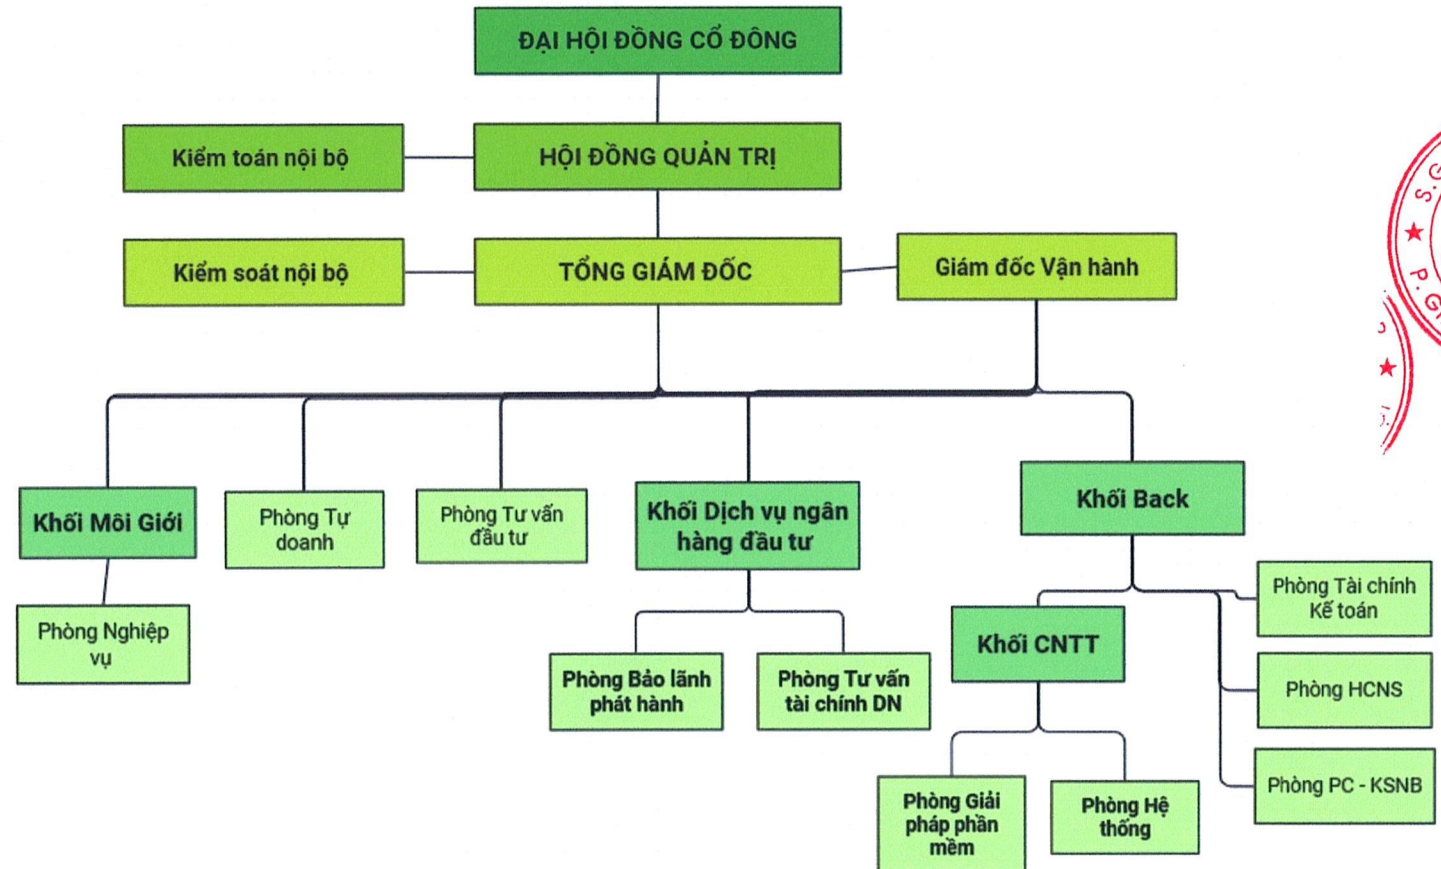 ĐẠI HỘI ĐỒNG CỔ ĐÔNG
Kiểm toán nội bộ
HỘI ĐỒNG QUẢN TRỊ
Kiểm soát nội bộ
TỔNG GIÁM ĐỐC
Giám đốc Vận hành
Khối Môi Giới
Phòng Tự
doanh
Phòng Tư vấn
đầu tư
Khối Dịch vụ ngân
hàng đầu tư
Khối Back
Phòng Nghiệp
vụ
Phòng Bảo lãnh
phát hành
Phòng Tư vấn
tài chính DN
Khối CNTT
Phòng Tài chính
Kế toán
Phòng HCNS
Phòng PC - KSNB
Phòng Giải
pháp phần
mềm
Phòng Hệ
thống